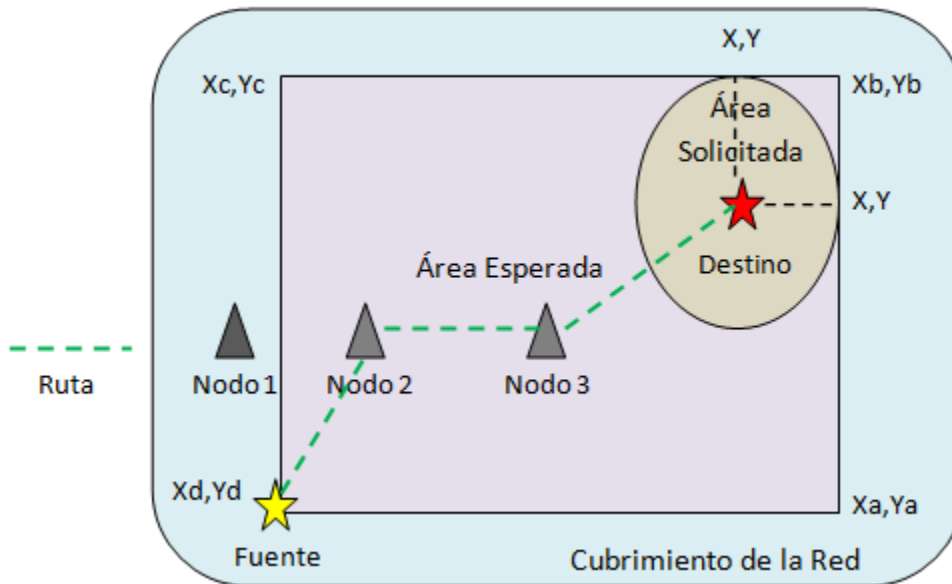 X,Y
Xc,Yc
Xb,Yb
Área
Solicitada
X,Y
Destino
Área Esperada
Ruta
Nodo 1
Nodo 2
Nodo 3
Xd,Yd
Xa,Ya
Fuente
Cubrimiento de la Red